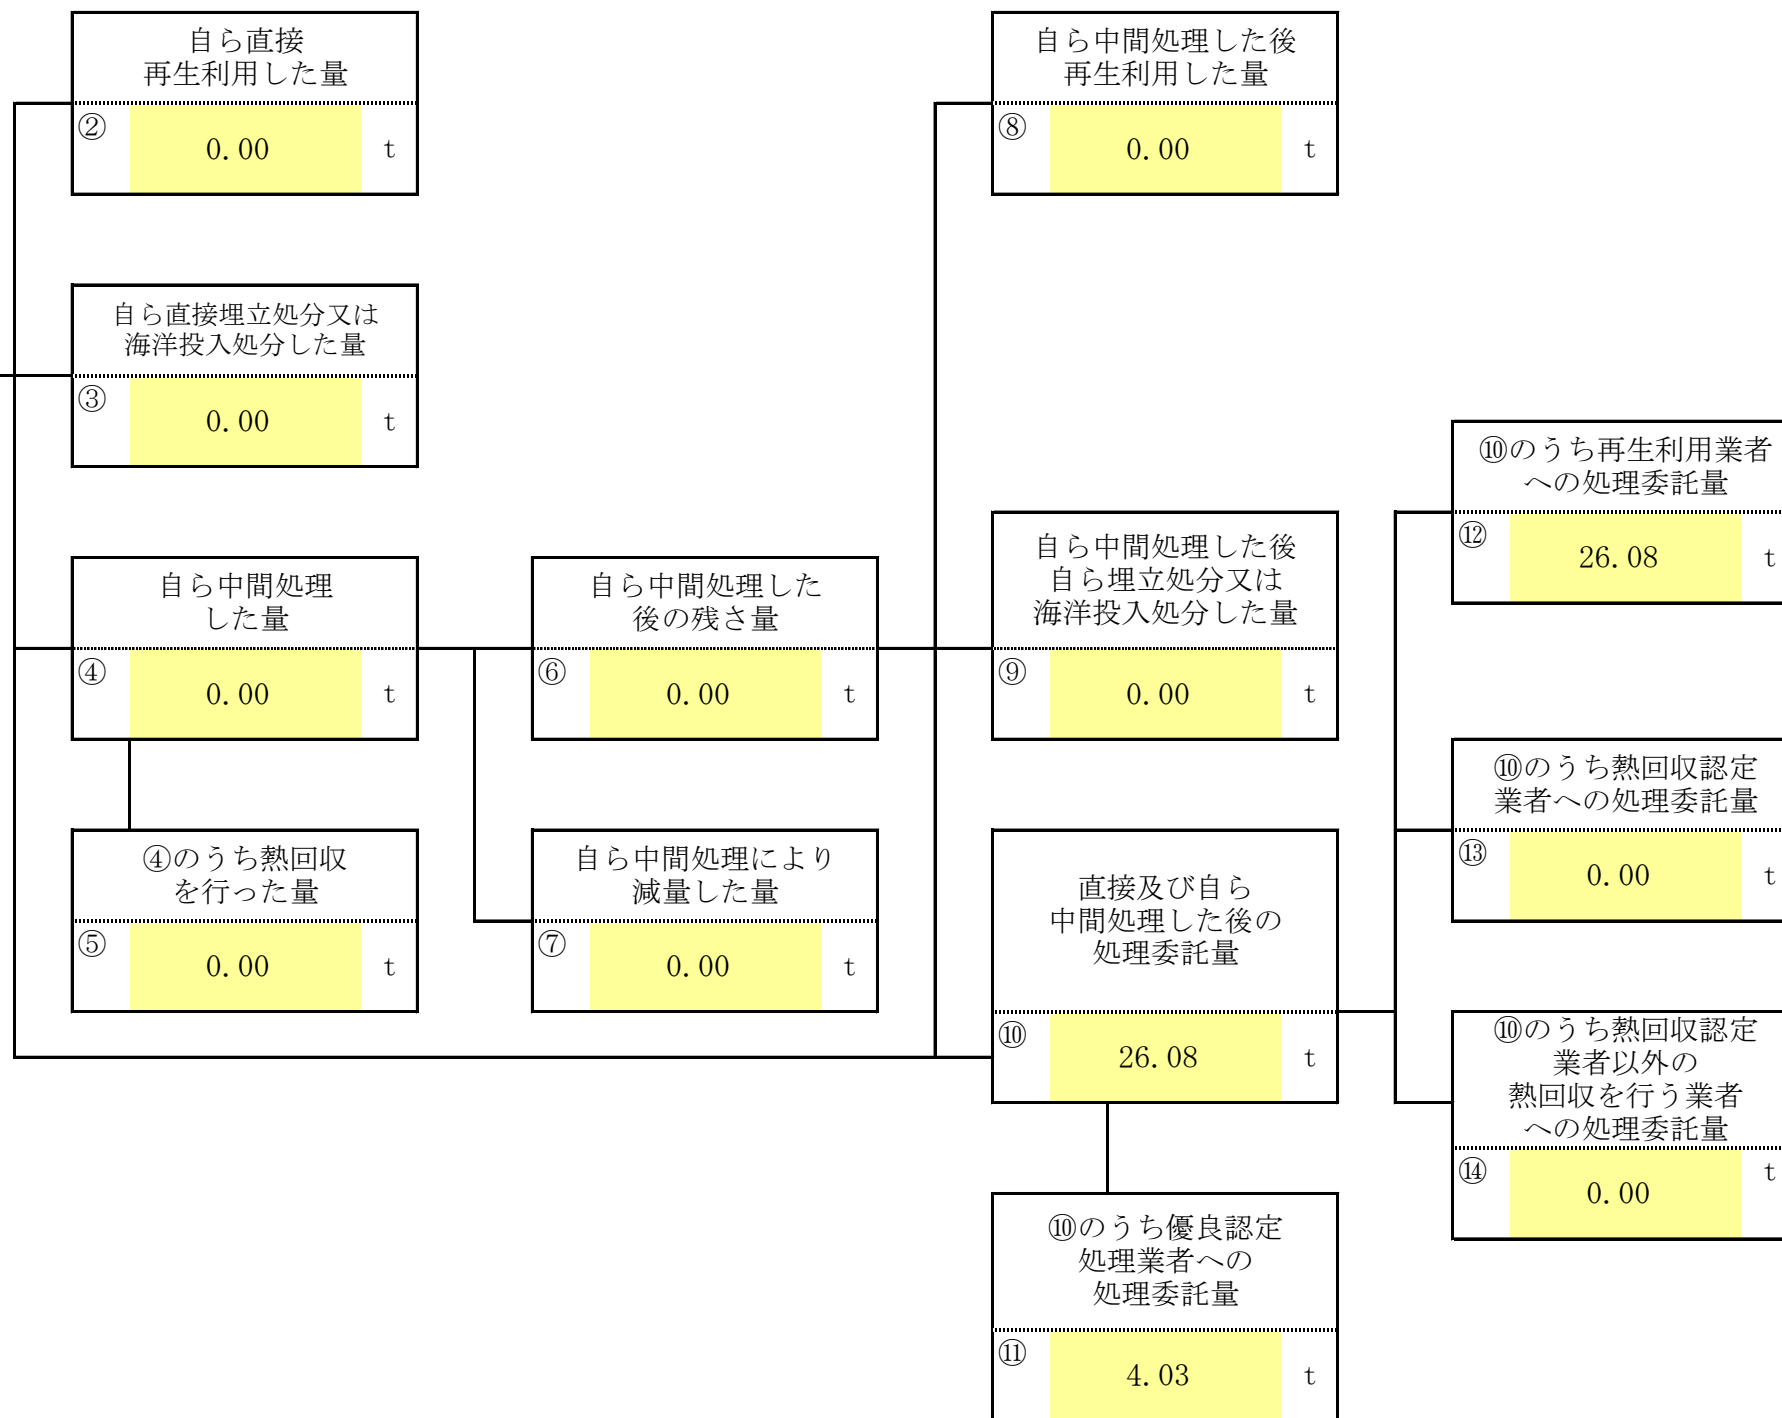 自ら直接
再生利用した量
②
0.00
t
自ら中間処理した後
再生利用した量
⑧
0.00
t
自ら直接埋立処分又は
海洋投入処分した量
③
0.00
t
⑩のうち再生利用業者
への処理委託量
⑫
26.08
t
自ら中間処理
した量
④
0.00
t
自ら中間処理した
後の残さ量
⑥
0.00
t
自ら中間処理した後
自ら埋立処分又は
海洋投入処分した量
⑨
0.00
t
⑩のうち熱回収認定
業者への処理委託量
⑬
0.00
t
④のうち熱回収
を行った量
⑤
0.00
t
自ら中間処理により
減量した量
⑦
0.00
t
直接及び自ら
中間処理した後の
処理委託量
⑩
26.08
t
⑩のうち熱回収認定
業者以外の
熱回収を行う業者
への処理委託量
⑭
0.00
t
⑩のうち優良認定
処理業者への
処理委託量
⑪
4.03
t